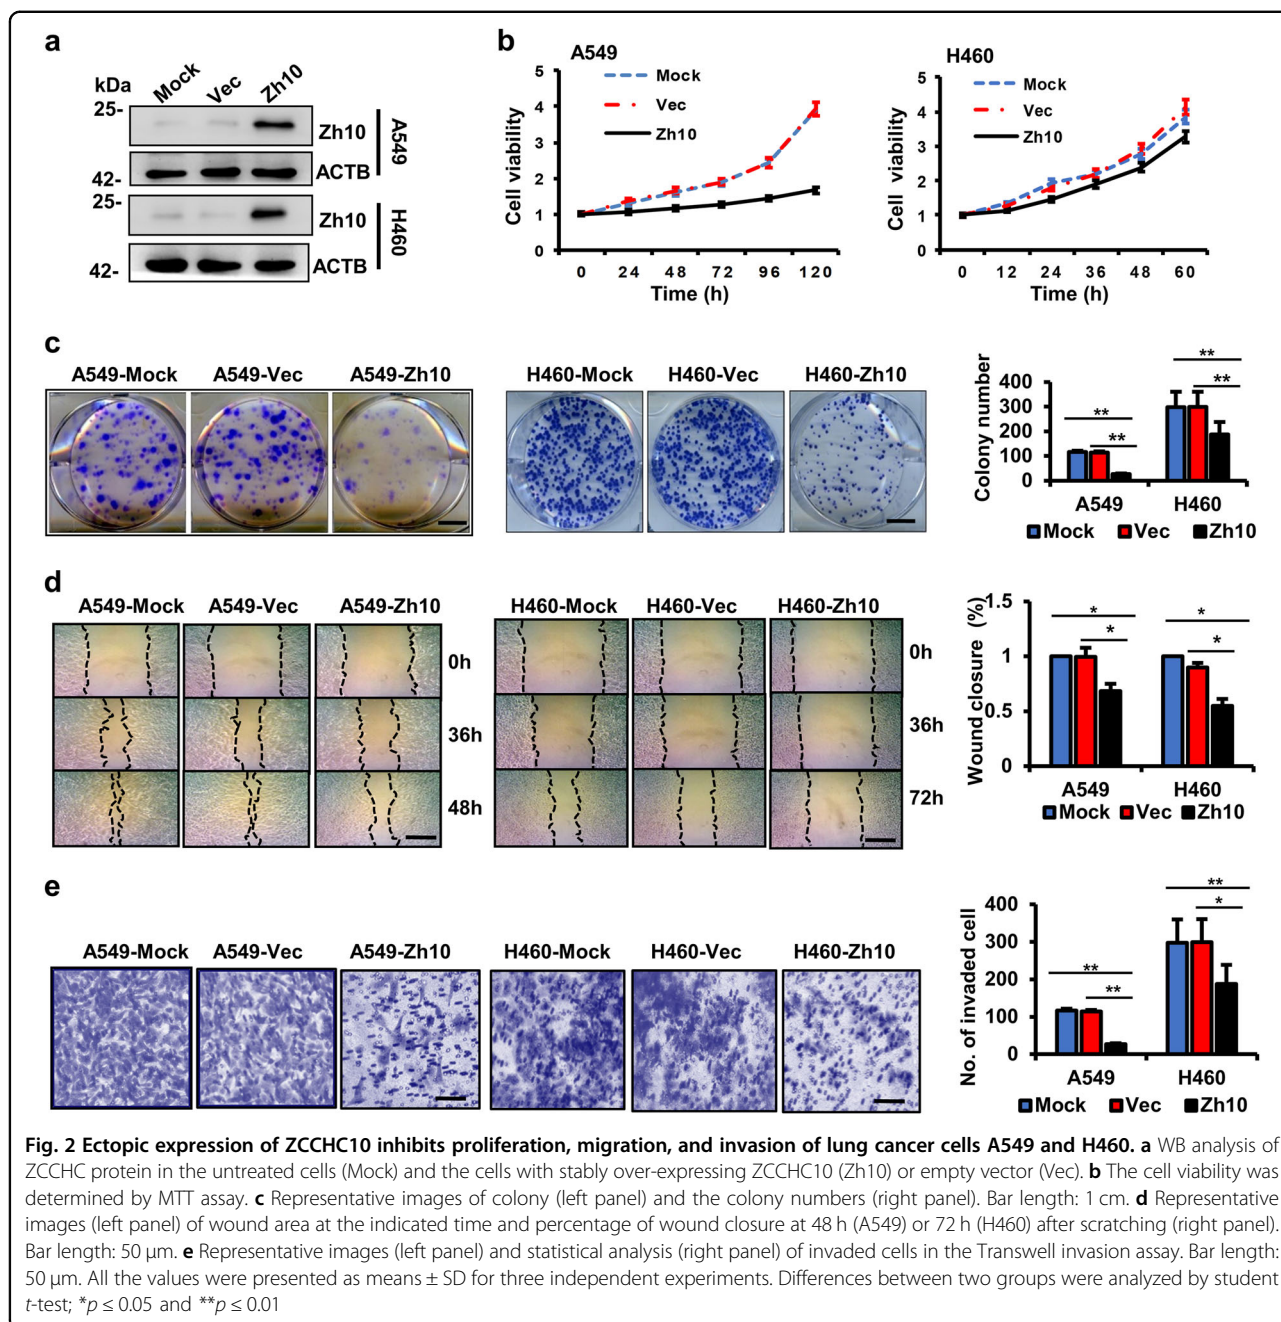 a
kDa
Mock Vec Zh10
25-
Zh10
ACTB
42-
A549
25-
Zh10
ACTB
42-
H460
b
A549
Cell viability
5
4
3
2
1
0
Mock
Vec
Zh10
0 24 48 72 96 120
Time (h)
H460
Cell viability
5
4
3
2
1
0
Mock
Vec
Zh10
0 12 24 36 48 60
Time (h)
c
A549-Mock A549-Vec A549-Zh10
H460-Mock H460-Vec H460-Zh10
Colony number
400
300
200
100
0
** ** ** **
A549 H460
Mock Vec Zh10
d
A549-Mock A549-Vec A549-Zh10
0h
36h
48h
H460-Mock H460-Vec H460-Zh10
0h
36h
72h
Wound closure (%)
1.5
1
0.5
0
* * * *
A549 H460
Mock Vec Zh10
e
A549-Mock A549-Vec A549-Zh10 H460-Mock H460-Vec H460-Zh10
No. of invaded cell
400
300
200
100
0
** ** ** *
A549 H460
Mock Vec Zh10
Fig. 2 Ectopic expression of ZCCHC10 inhibits proliferation, migration, and invasion of lung cancer cells A549 and H460. a WB analysis of
ZCCHC protein in the untreated cells (Mock) and the cells with stably over-expressing ZCCHC10 (Zh10) or empty vector (Vec). b The cell viability was
determined by MTT assay. c Representative images of colony (left panel) and the colony numbers (right panel). Bar length: 1 cm. d Representative
images (left panel) of wound area at the indicated time and percentage of wound closure at 48 h (A549) or 72 h (H460) after scratching (right panel).
Bar length: 50 μm. e Representative images (left panel) and statistical analysis (right panel) of invaded cells in the Transwell invasion assay. Bar length:
50 μm. All the values were presented as means ± SD for three independent experiments. Differences between two groups were analyzed by student
t-test; *p ≤ 0.05 and **p ≤ 0.01